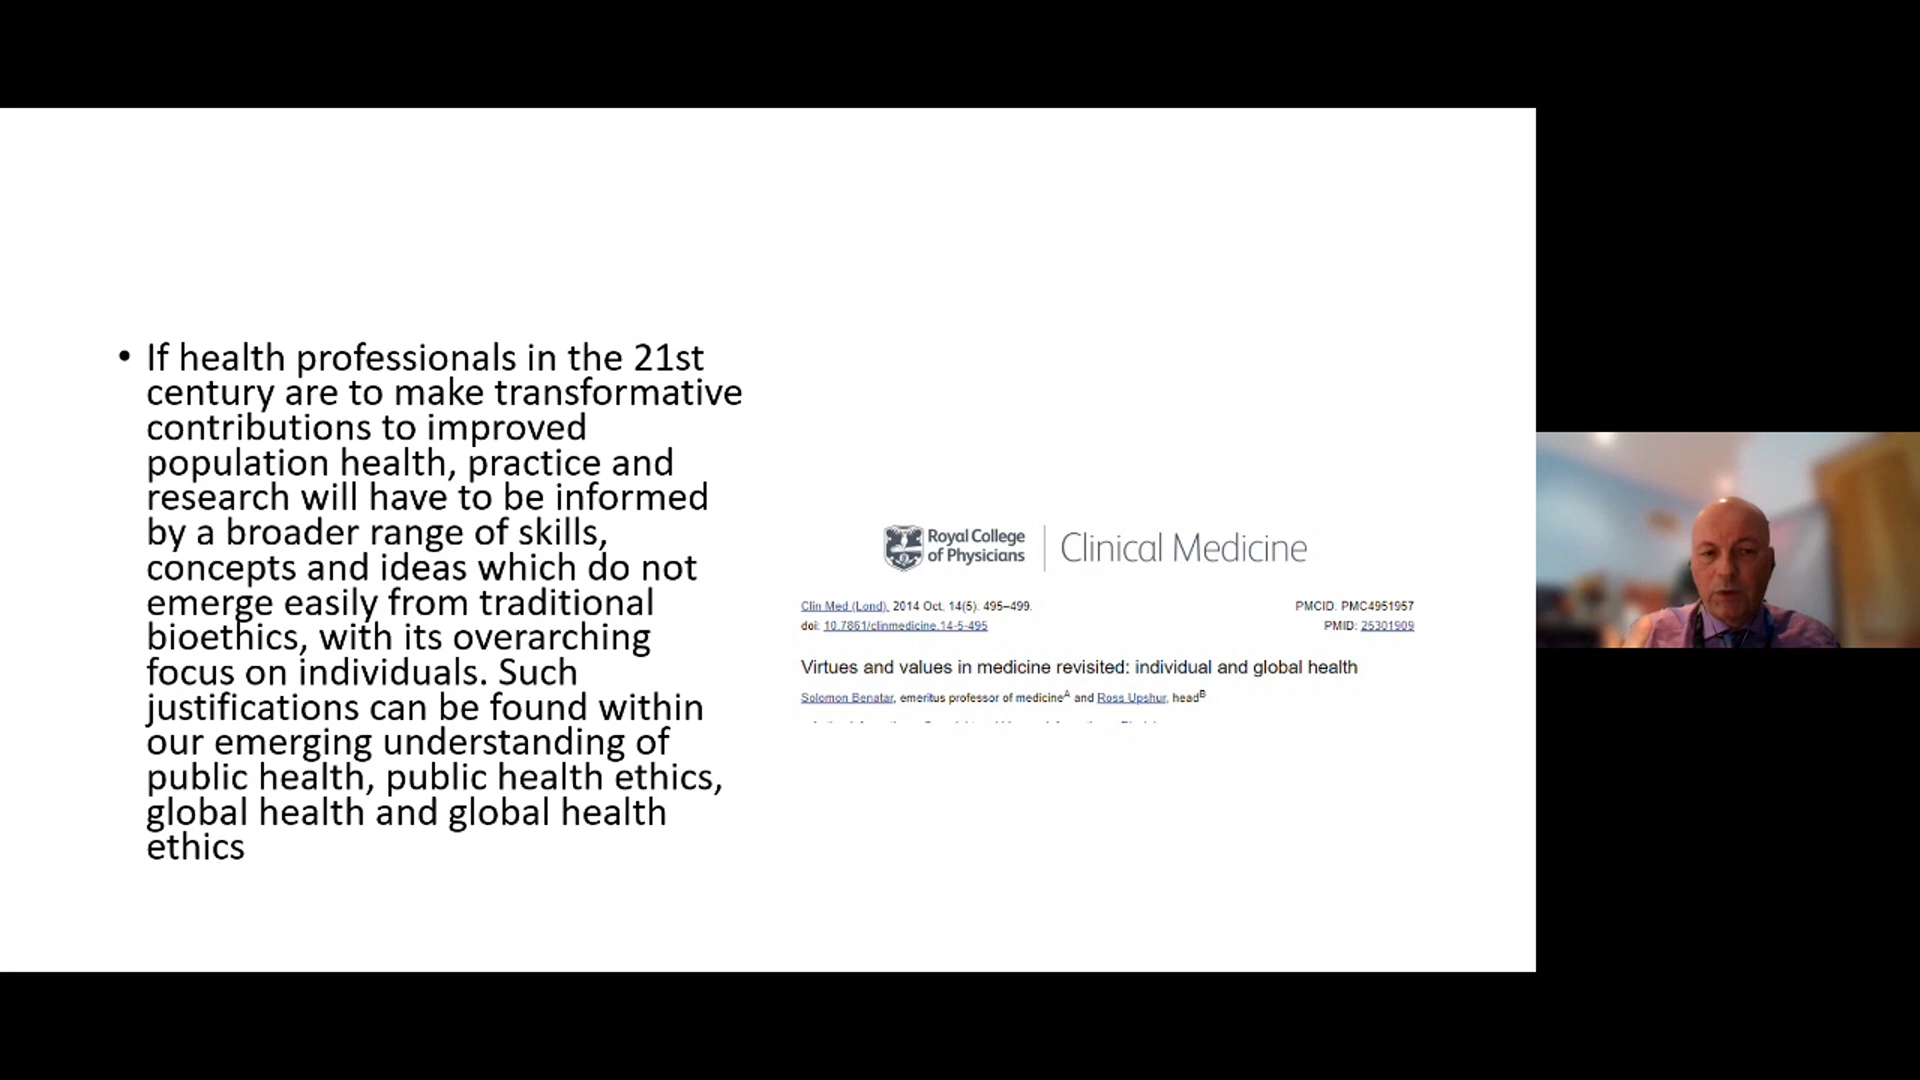 • If health professionals in the 21st
century are to make transformative
contributions to improved
population health, practice and
research will have to be informed
by a broader range of skills,
concepts and ideas which do not
emerge easily from traditional
bioethics, with its overarching
focus on individuals. Such
justifications can be found within
our emerging understanding of
public health, public health ethics,
global health and global health
ethics
Royal College
of Physicians
Clinical Medicine
Clin Med (Lond). 2014 Oct; 14(5): 495–499.
PMCID: PMC4951957
doi: 10.7861/clinmedicine.14-5-495
PMID: 25301909
Virtues and values in medicine revisited: individual and global health
Solomon Benatar, emeritus professor of medicineA and Ross Upshur, headB